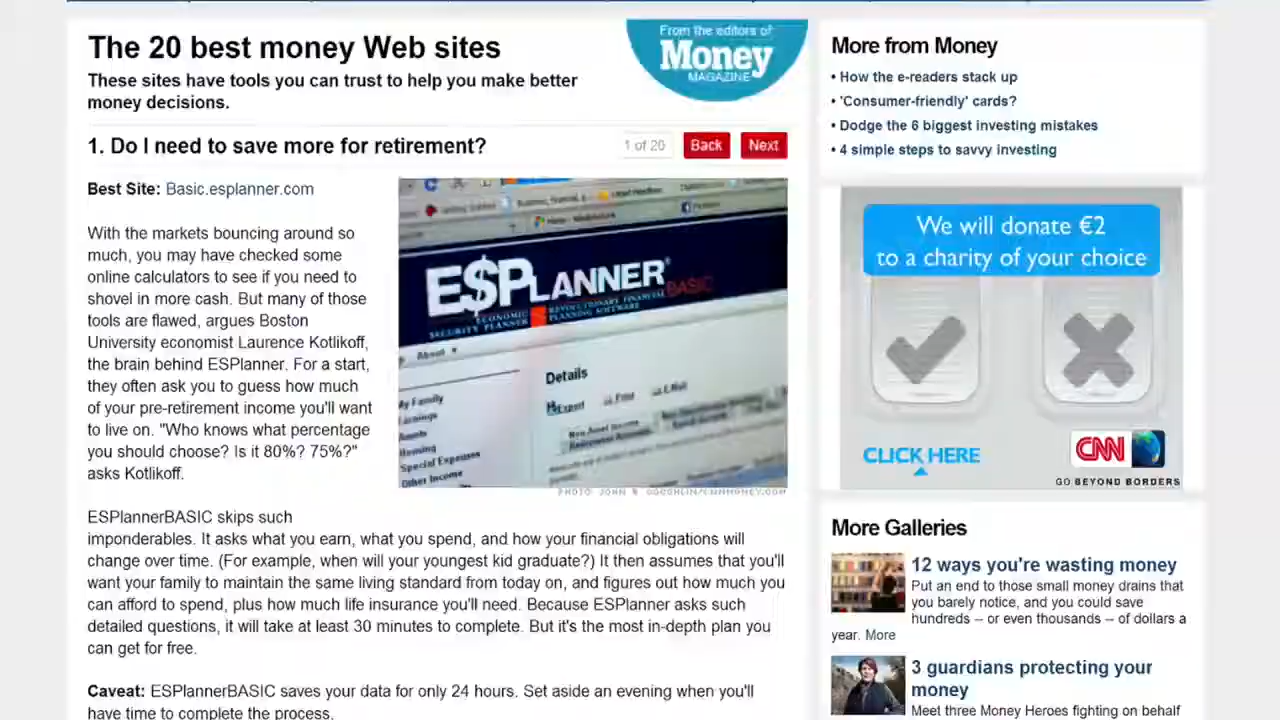 The 20 best money Web sites
These sites have tools you can trust to help you make better
money decisions.
From the editors of
Money
MAGAZINE
1. Do I need to save more for retirement?
1 of 20
Back
Next
Best Site: Basic.esplanner.com
With the markets bouncing around so
much, you may have checked some
online calculators to see if you need to
shovel in more cash. But many of those
tools are flawed, argues Boston
University economist Laurence Kotlikoff,
the brain behind ESPlanner. For a start,
they often ask you to guess how much
of your pre-retirement income you'll want
to live on. "Who knows what percentage
you should choose? Is it 80%? 75%?"
asks Kotlikoff.
E$PLANNER BASIC
ECONOMIC
SECURITY PLANNER
REVOLUTIONARY FINANCIAL
PLANNING SOFTWARE
About
Details
My Family
Earnings
Assets
Housing
Special Expenses
Other Income
Export
Print
E-Mail
ESPlannerBASIC skips such
imponderables. It asks what you earn, what you spend, and how your financial obligations will
change over time. (For example, when will your youngest kid graduate?) It then assumes that you'll
want your family to maintain the same living standard from today on, and figures out how much you
can afford to spend, plus how much life insurance you'll need. Because ESPlanner asks such
detailed questions, it will take at least 30 minutes to complete. But it's the most in-depth plan you
can get for free.
Caveat: ESPlannerBASIC saves your data for only 24 hours. Set aside an evening when you'll
have time to complete the process.
More from Money
• How the e-readers stack up
• 'Consumer-friendly' cards?
• Dodge the 6 biggest investing mistakes
• 4 simple steps to savvy investing
We will donate €2
to a charity of your choice
CLICK HERE
CNN
GO BEYOND BORDERS
More Galleries
12 ways you're wasting money
Put an end to those small money drains that
you barely notice, and you could save
hundreds -- or even thousands -- of dollars a
year. More
3 guardians protecting your
money
Meet three Money Heroes fighting on behalf